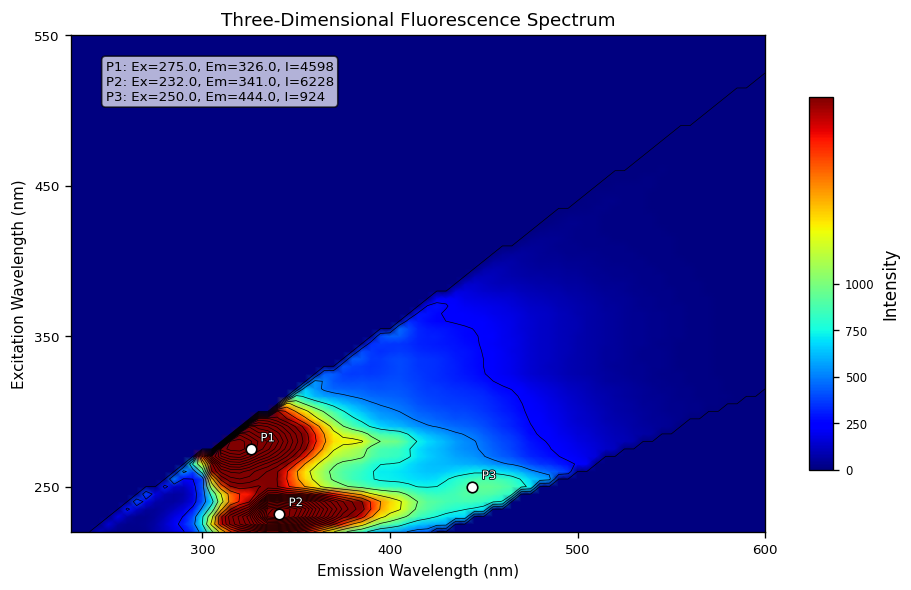 Three-Dimensional Fluorescence Spectrum
550
450
350
250
Excitation Wavelength (nm)
P1: Ex=275.0, Em=326.0, I=4598
P2: Ex=232.0, Em=341.0, I=6228
P3: Ex=250.0, Em=444.0, I=924
P1
P2
P3
300
400
500
600
Emission Wavelength (nm)
1000
750
500
250
0
Intensity